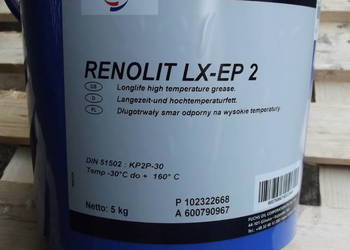 RENOLIT LX-EP 2
GB Longlife high temperature grease.
D Langezeit-und hochtemperaturfett.
PL Długotrwały smar odporny na wysokie temperatury
DIN 51502 : KP2P-30
Temp -30°C do + 160° C
Netto: 5 kg
P 102322668
A 600790967